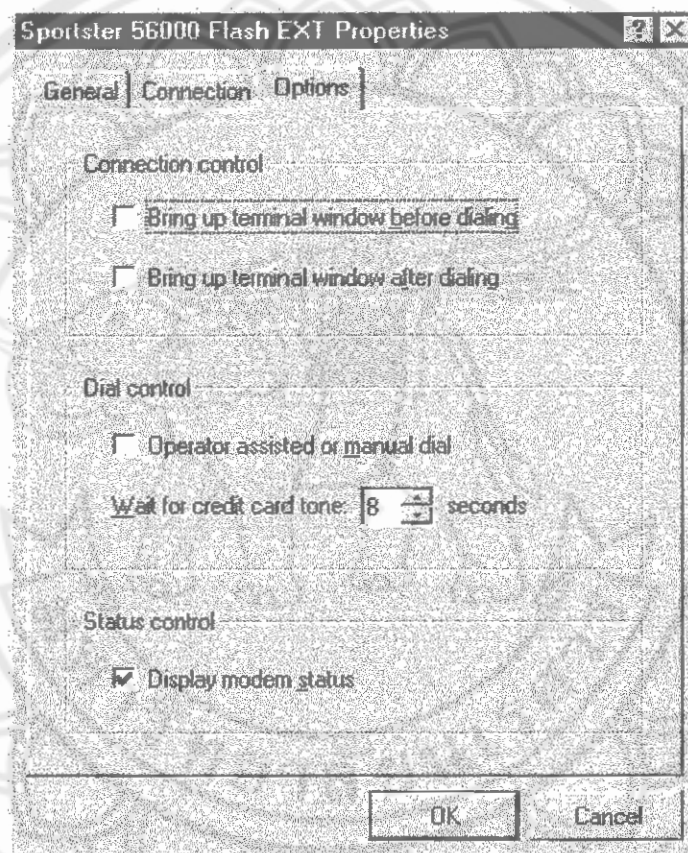 Sportster 56000 Flash EXT Properties
General Connection Options
Connection control
Bring up terminal window before dialing
Bring up terminal window after dialing
Dial control
Operator assisted or manual dial
Wait for credit card tone: 8 seconds
Status control
Display modem status
OK Cancel